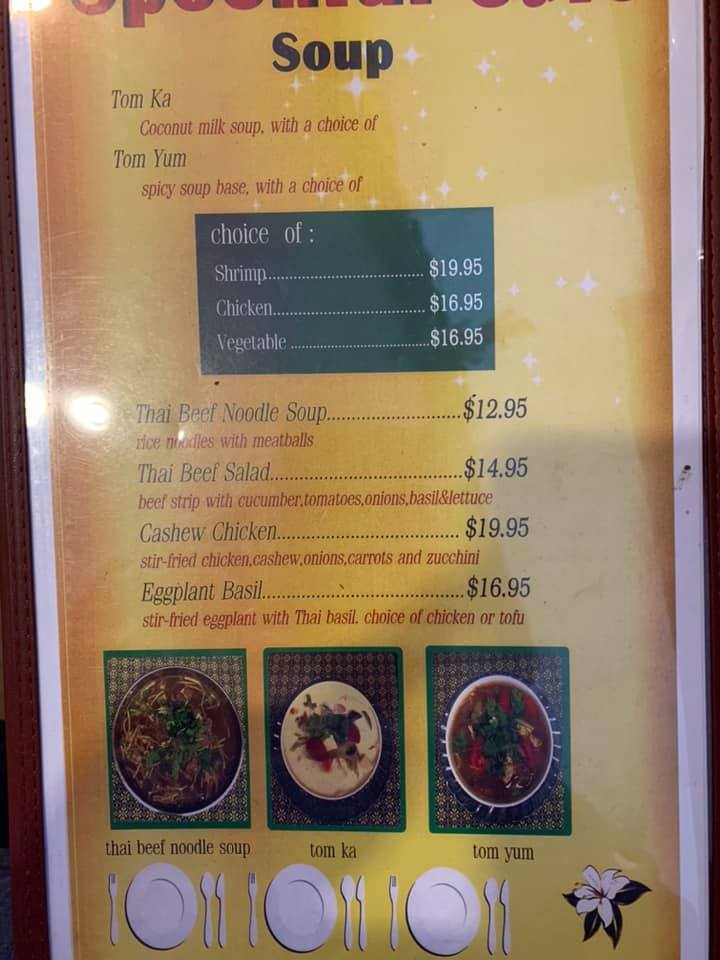 Soup
Tom Ka
Coconut milk soup, with a choice of
Tom Yum
spicy soup base, with a choice of
choice of :
Shrimp.................................. $19.95
Chicken................................. $16.95
Vegetable ..............................$16.95
Thai Beef Noodle Soup..........................$12.95
rice noodles with meatballs
Thai Beef Salad.....................................$14.95
beef strip with cucumber,tomatoes,onions,basil&lettuce
Cashew Chicken................................... $19.95
stir-fried chicken,cashew,onions,carrots and zucchini
Eggplant Basil.......................................$16.95
stir-fried eggplant with Thai basil. choice of chicken or tofu
thai beef noodle soup
tom ka
tom yum